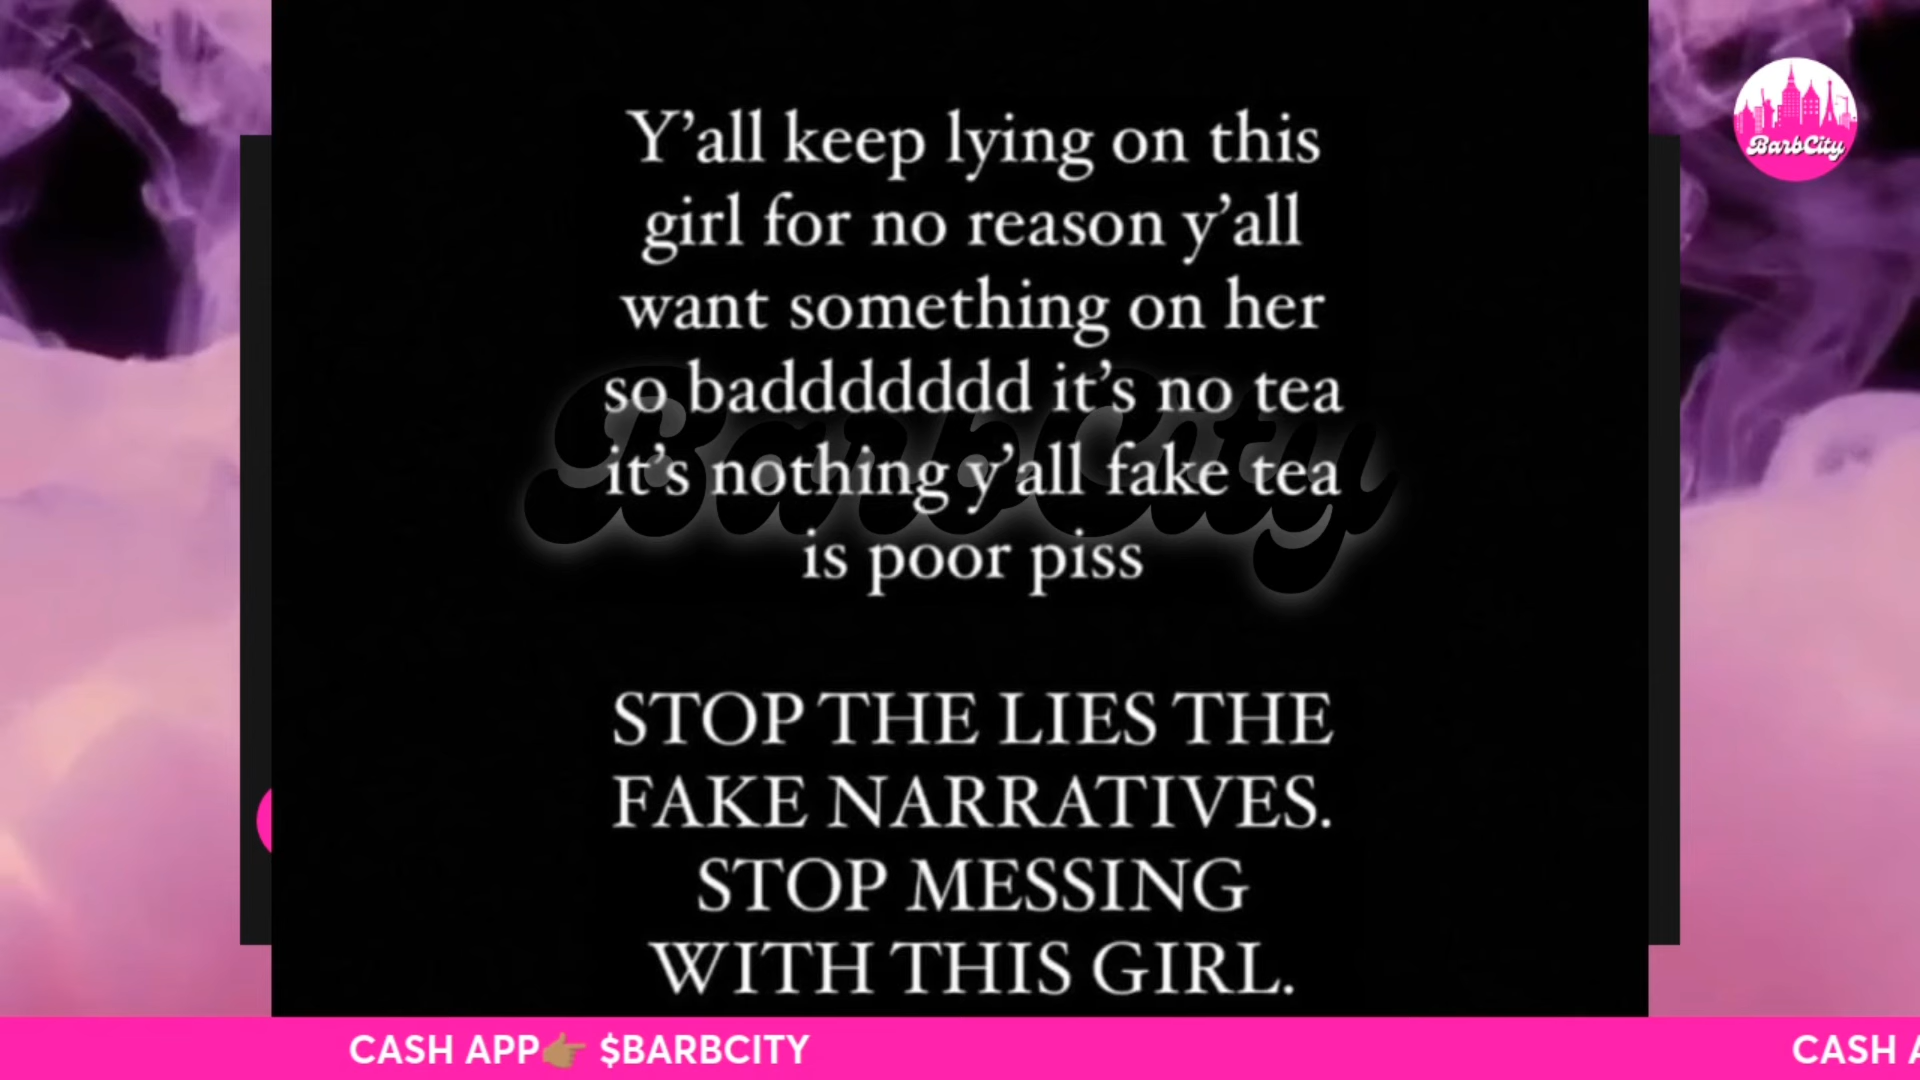 Y’all keep lying on this
girl for no reason y’all
want something on her
so badddddddd it’s no tea
it’s nothing y’all fake tea
is poor piss
STOP THE LIES THE
FAKE NARRATIVES.
STOP MESSING
WITH THIS GIRL.
BarbCity
BarbCity
CASH APP👉🏽 $BARBCITY
CASH A